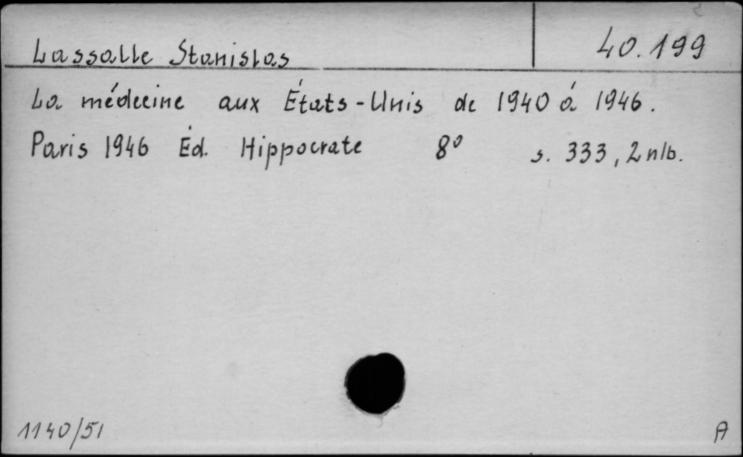 Lassalle Stanislas 40.199
La médecine aux États-Unis de 1940 à 1946.
Paris 1946 Éd. Hippocrate 8° s. 333, 2 nlb.
1140/51 A